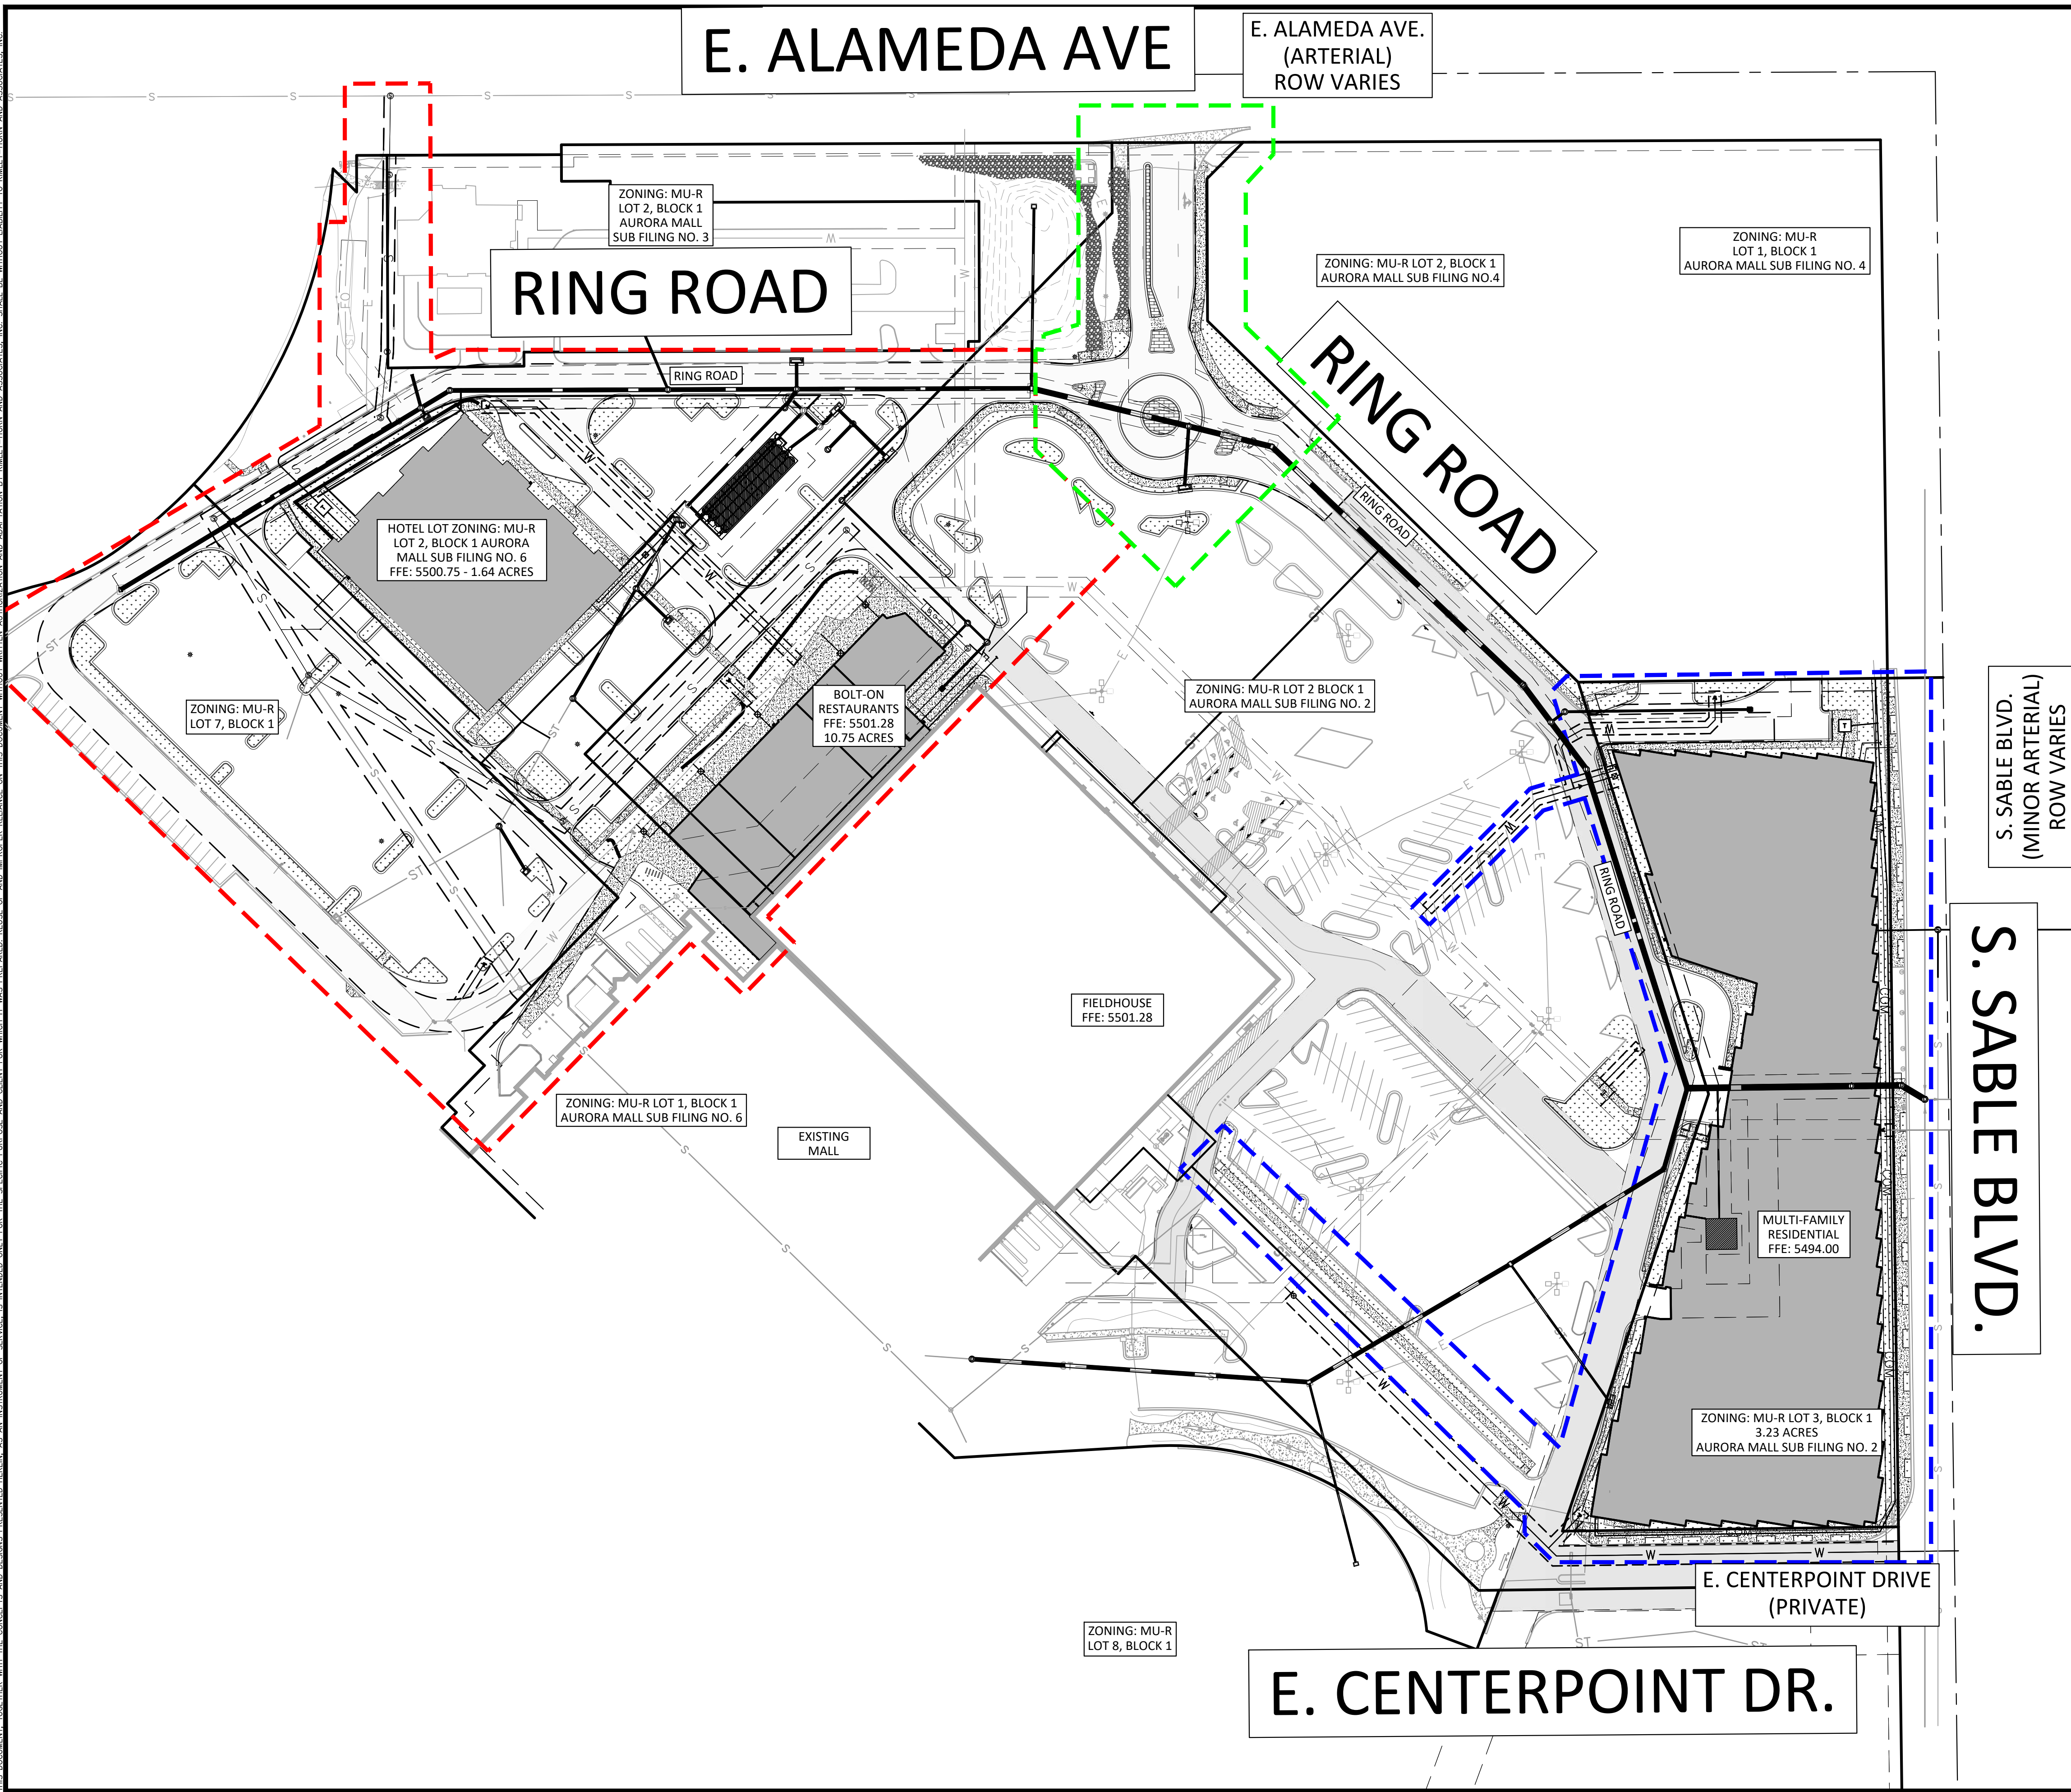 E. ALAMEDA AVE
E. ALAMEDA AVE.
(ARTERIAL)
ROW VARIES
ZONING: MU-R
LOT 2, BLOCK 1
AURORA MALL
SUB FILING NO. 3
RING ROAD
ZONING: MU-R LOT 2, BLOCK 1
AURORA MALL SUB FILING NO.4
ZONING: MU-R
LOT 1, BLOCK 1
AURORA MALL SUB FILING NO. 4
RING ROAD
RING ROAD
RING ROAD
HOTEL LOT ZONING: MU-R
LOT 2, BLOCK 1 AURORA
MALL SUB FILING NO. 6
FFE: 5500.75 - 1.64 ACRES
ZONING: MU-R
LOT 7, BLOCK 1
BOLT-ON
RESTAURANTS
FFE: 5501.28
10.75 ACRES
ZONING: MU-R LOT 2 BLOCK 1
AURORA MALL SUB FILING NO. 2
S. SABLE BLVD.
(MINOR ARTERIAL)
ROW VARIES
RING ROAD
S. SABLE BLVD.
FIELDHOUSE
FFE: 5501.28
ZONING: MU-R LOT 1, BLOCK 1
AURORA MALL SUB FILING NO. 6
EXISTING
MALL
MULTI-FAMILY
RESIDENTIAL
FFE: 5494.00
ZONING: MU-R LOT 3, BLOCK 1
3.23 ACRES
AURORA MALL SUB FILING NO. 2
E. CENTERPOINT DRIVE
(PRIVATE)
ZONING: MU-R
LOT 8, BLOCK 1
E. CENTERPOINT DR.